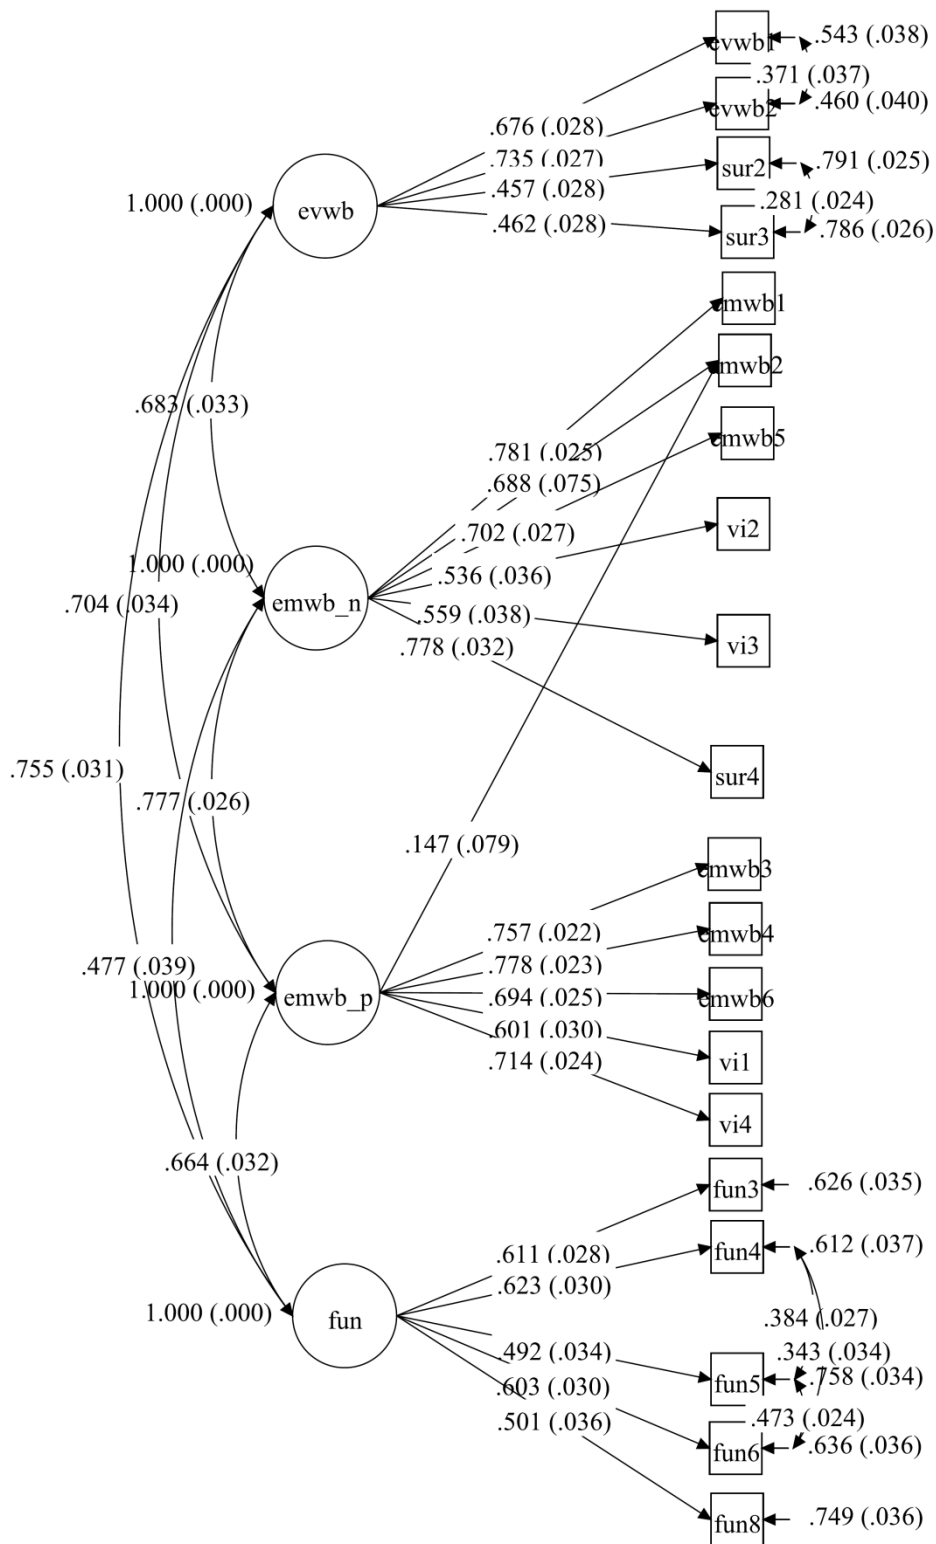 evwb1
.543 (.038)
.371 (.037)
evwb2
.460 (.040)
.676 (.028)
.735 (.027)
sur2
.791 (.025)
.457 (.028)
.281 (.024)
1.000 (.000)
evwb
.462 (.028)
sur3
.786 (.026)
emwb1
emwb2
.683 (.033)
emwb5
.781 (.025)
.688 (.075)
.702 (.027)
vi2
1.000 (.000)
.536 (.036)
emwb_n
.704 (.034)
.559 (.038)
vi3
.778 (.032)
.755 (.031)
sur4
.777 (.026)
.147 (.079)
emwb3
.757 (.022)
emwb4
.778 (.023)
.477 (.039)
1.000 (.000)
emwb_p
.694 (.025)
emwb6
.601 (.030)
vi1
.714 (.024)
vi4
.664 (.032)
fun3
.626 (.035)
.611 (.028)
fun4
.612 (.037)
.623 (.030)
1.000 (.000)
fun
.384 (.027)
.492 (.034)
.343 (.034)
fun5
.758 (.034)
.603 (.030)
.473 (.024)
.501 (.036)
fun6
.636 (.036)
fun8
.749 (.036)